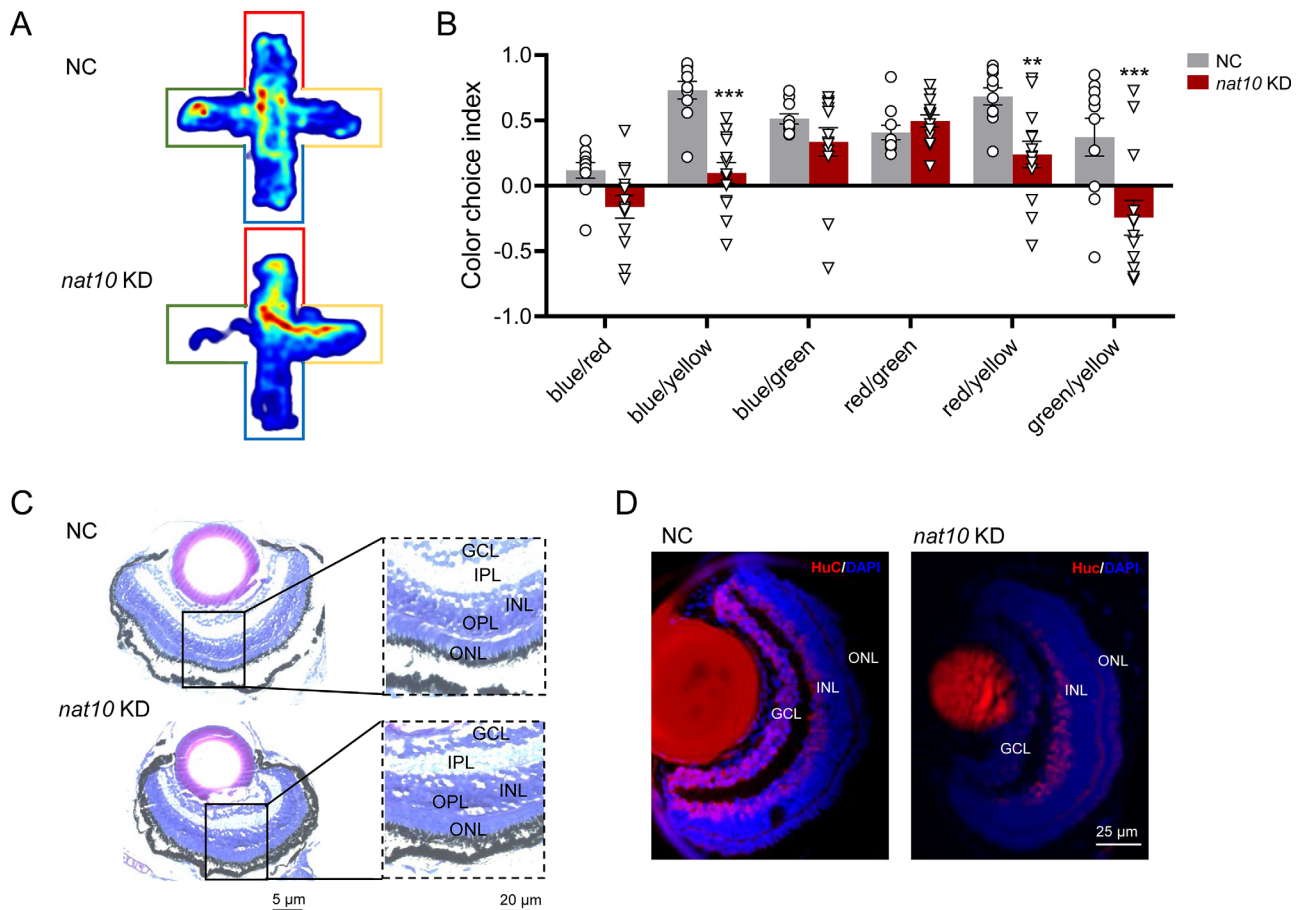 A
NC
nat10 KD
B
Color choice index
1.0
0.5
0.0
-0.5
-1.0
***
**
***
NC
nat10 KD
blue/red
blue/yellow
blue/green
red/green
red/yellow
green/yellow
C
NC
GCL
IPL
INL
OPL
ONL
nat10 KD
GCL
IPL
INL
OPL
ONL
5 µm
20 µm
D
NC
HuC/DAPI
ONL
INL
GCL
nat10 KD
Huc/DAPI
ONL
INL
GCL
25 µm